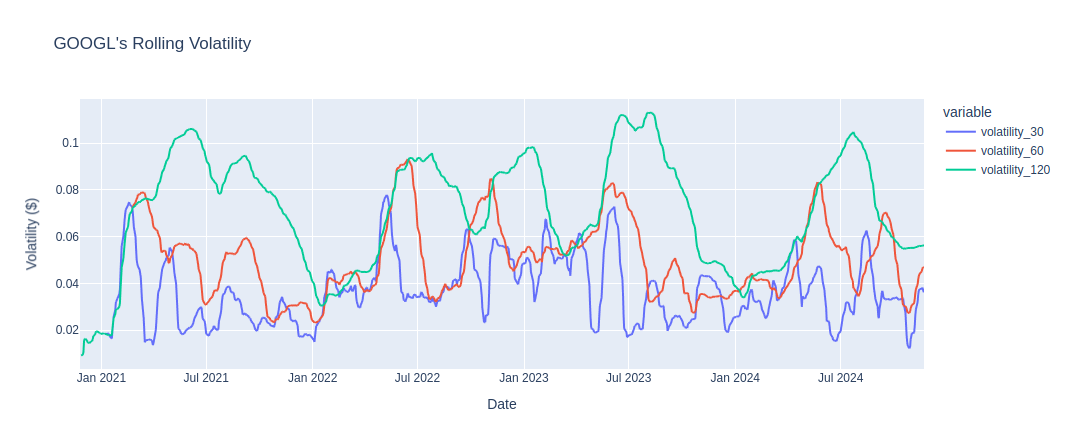 GOOGL's Rolling Volatility
variable
volatility_30
volatility_60
volatility_120
Volatility ($)
0.1
0.08
0.06
0.04
0.02
Jan 2021
Jul 2021
Jan 2022
Jul 2022
Jan 2023
Jul 2023
Jan 2024
Jul 2024
Date